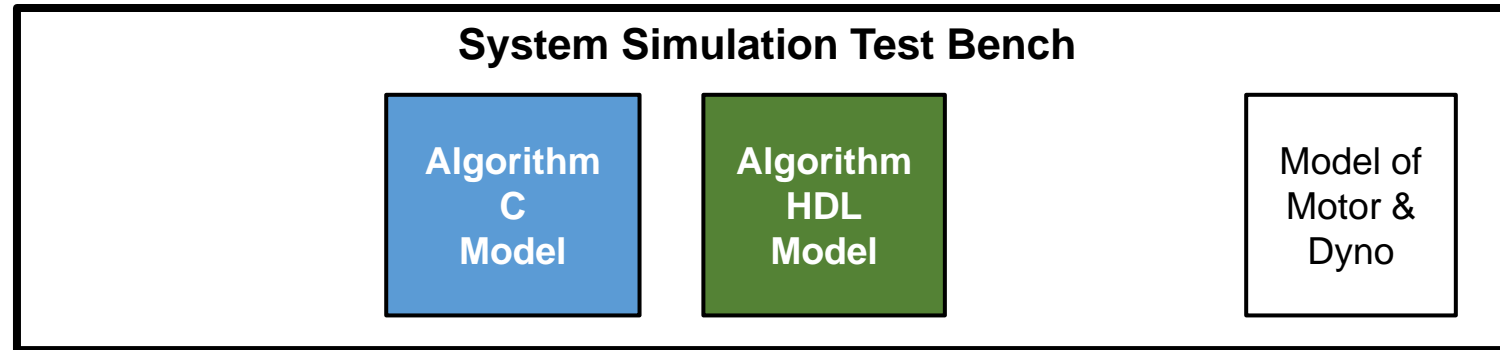 System Simulation Test Bench
Algorithm
C
Model
Algorithm
HDL
Model
Model of
Motor &
Dyno